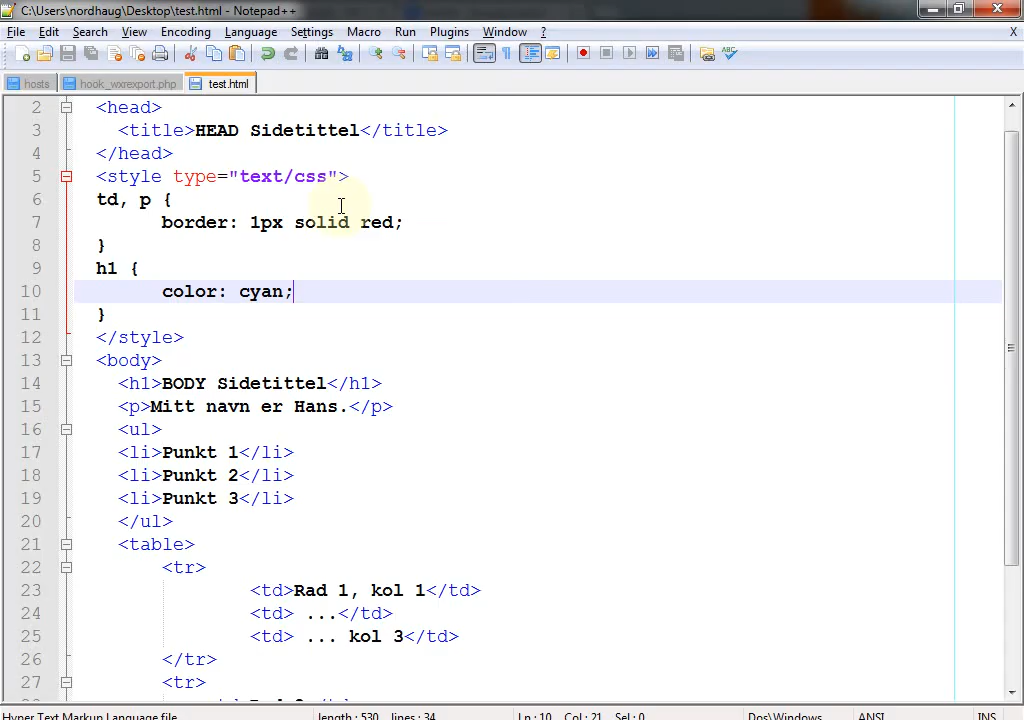 C:\Users\nordhaug\Desktop\test.html - Notepad++
File Edit Search View Encoding Language Settings Macro Run Plugins Window ? X
hosts hook_wxrexport.php test.html
2 <head>
3 <title>HEAD Sidetittel</title>
4 </head>
5 <style type="text/css">
6 td, p {
7 border: 1px solid red;
8 }
9 h1 {
10 color: cyan;
11 }
12 </style>
13 <body>
14 <h1>BODY Sidetittel</h1>
15 <p>Mitt navn er Hans.</p>
16 <ul>
17 <li>Punkt 1</li>
18 <li>Punkt 2</li>
19 <li>Punkt 3</li>
20 </ul>
21 <table>
22 <tr>
23 <td>Rad 1, kol 1</td>
24 <td> ...</td>
25 <td> ... kol 3</td>
26 </tr>
27 <tr>
Hyper Text Markup Language file length : 530 lines : 34 Ln : 10 Col : 21 Sel : 0 Dos\Windows ANSI INS